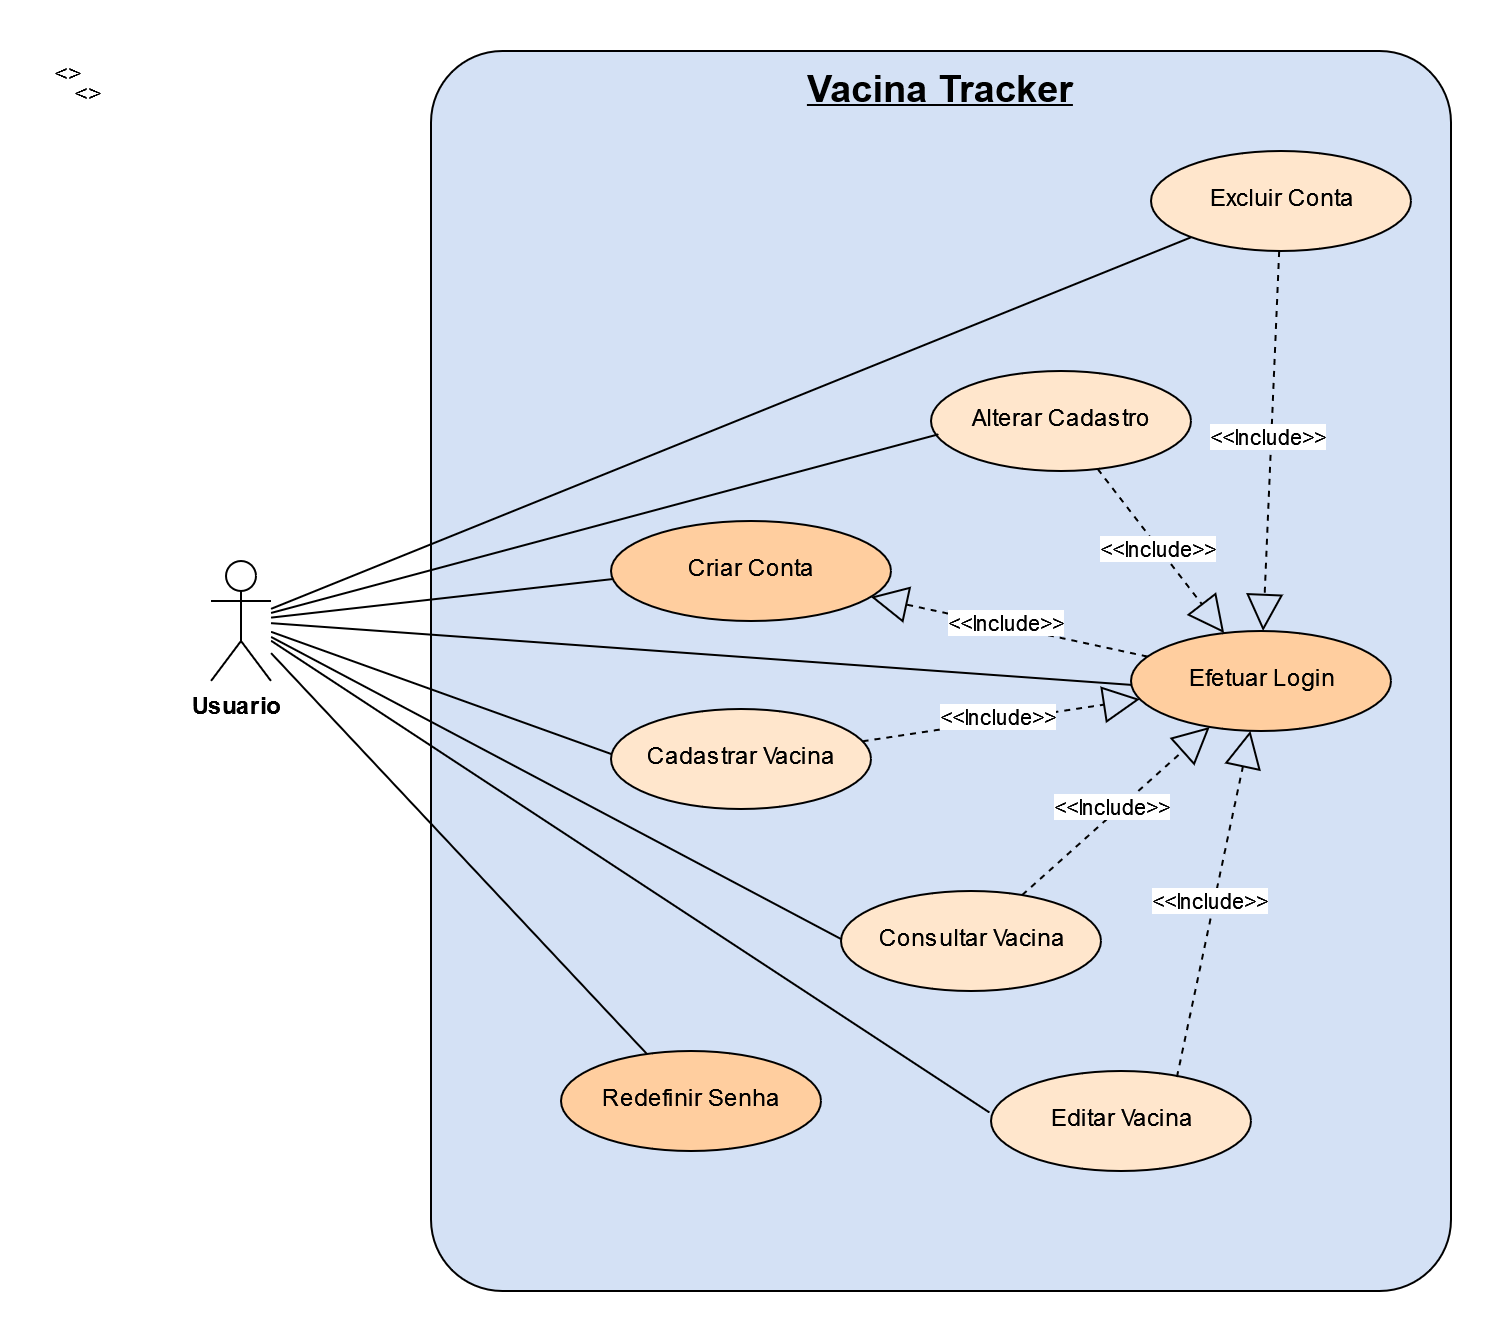 <>
<>
Vacina Tracker
Excluir Conta
Alterar Cadastro
<<Include>>
<<Include>>
Criar Conta
<<Include>>
Efetuar Login
Usuario
<<Include>>
Cadastrar Vacina
<<Include>>
<<Include>>
Consultar Vacina
Redefinir Senha
Editar Vacina